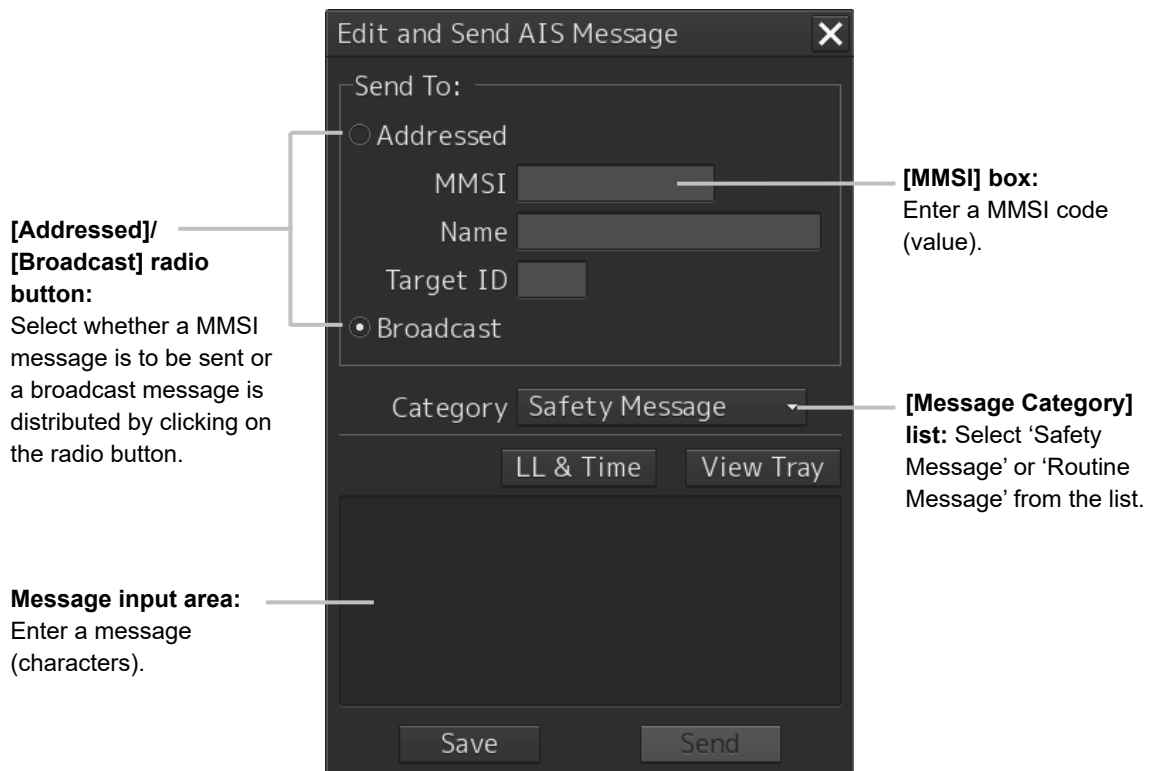 Edit and Send AIS Message
Send To:
Addressed
MMSI
Name
Target ID
Broadcast
Category Safety Message
LL & Time View Tray
Save Send
[Addressed]/
[Broadcast] radio
button:
Select whether a MMSI
message is to be sent or
a broadcast message is
distributed by clicking on
the radio button.
Message input area:
Enter a message
(characters).
[MMSI] box:
Enter a MMSI code
(value).
[Message Category]
list: Select ‘Safety
Message’ or ‘Routine
Message’ from the list.